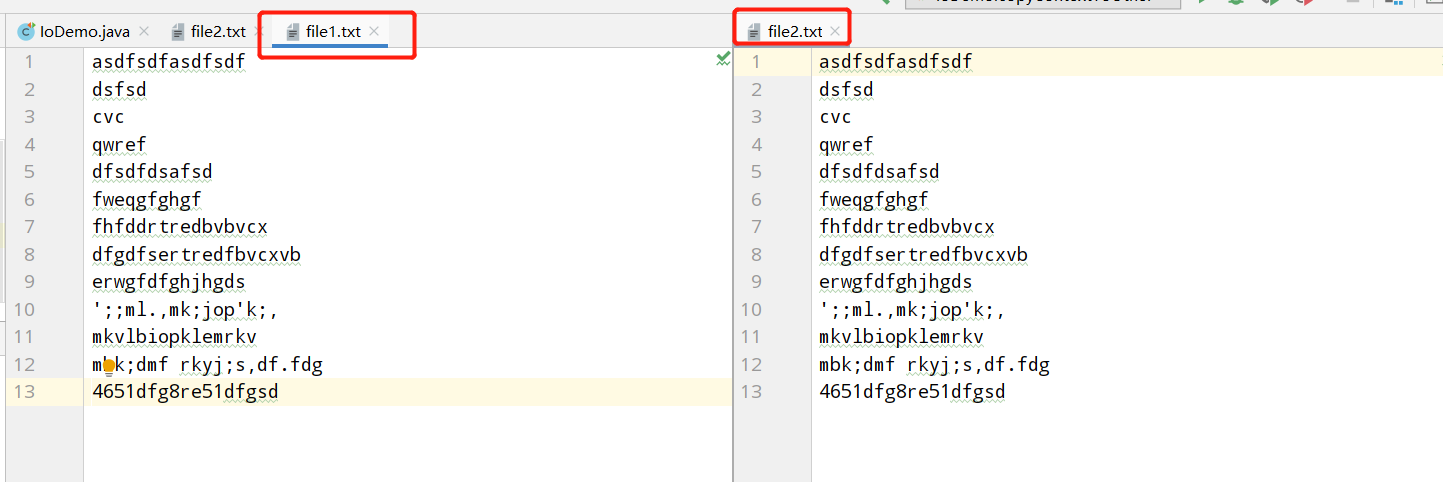 IoDemo.java
file2.txt
file1.txt
1 asdfsdfasdfsdf
2 dsfsd
3 cvc
4 qwref
5 dfsdfdsafsd
6 fweqgfghgf
7 fhfddrtredbvbvcx
8 dfgdfsertredfbvcxvb
9 erwgfdfghjhgds
10 ';;ml.,mk;jop'k;,
11 mkvlbiopklemrkv
12 mbk;dmf rkyj;s,df.fdg
13 4651dfg8re51dfgsd
file2.txt
1 asdfsdfasdfsdf
2 dsfsd
3 cvc
4 qwref
5 dfsdfdsafsd
6 fweqgfghgf
7 fhfddrtredbvbvcx
8 dfgdfsertredfbvcxvb
9 erwgfdfghjhgds
10 ';;ml.,mk;jop'k;,
11 mkvlbiopklemrkv
12 mbk;dmf rkyj;s,df.fdg
13 4651dfg8re51dfgsd